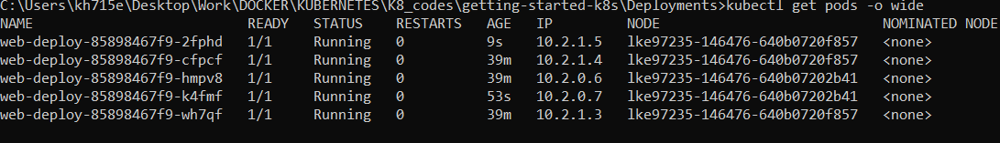 C:\Users\kh715e\Desktop\Work\DOCKER\KUBERNETES\K8_codes\getting-started-k8s\Deployments>kubectl get pods -o wide
NAME READY STATUS RESTARTS AGE IP NODE NOMINATED NODE
web-deploy-85898467f9-2fphd 1/1 Running 0 9s 10.2.1.5 lke97235-146476-640b0720f857 <none>
web-deploy-85898467f9-cfpcf 1/1 Running 0 39m 10.2.1.4 lke97235-146476-640b0720f857 <none>
web-deploy-85898467f9-hmpv8 1/1 Running 0 39m 10.2.0.6 lke97235-146476-640b07202b41 <none>
web-deploy-85898467f9-k4fmf 1/1 Running 0 53s 10.2.0.7 lke97235-146476-640b07202b41 <none>
web-deploy-85898467f9-wh7qf 1/1 Running 0 39m 10.2.1.3 lke97235-146476-640b0720f857 <none>